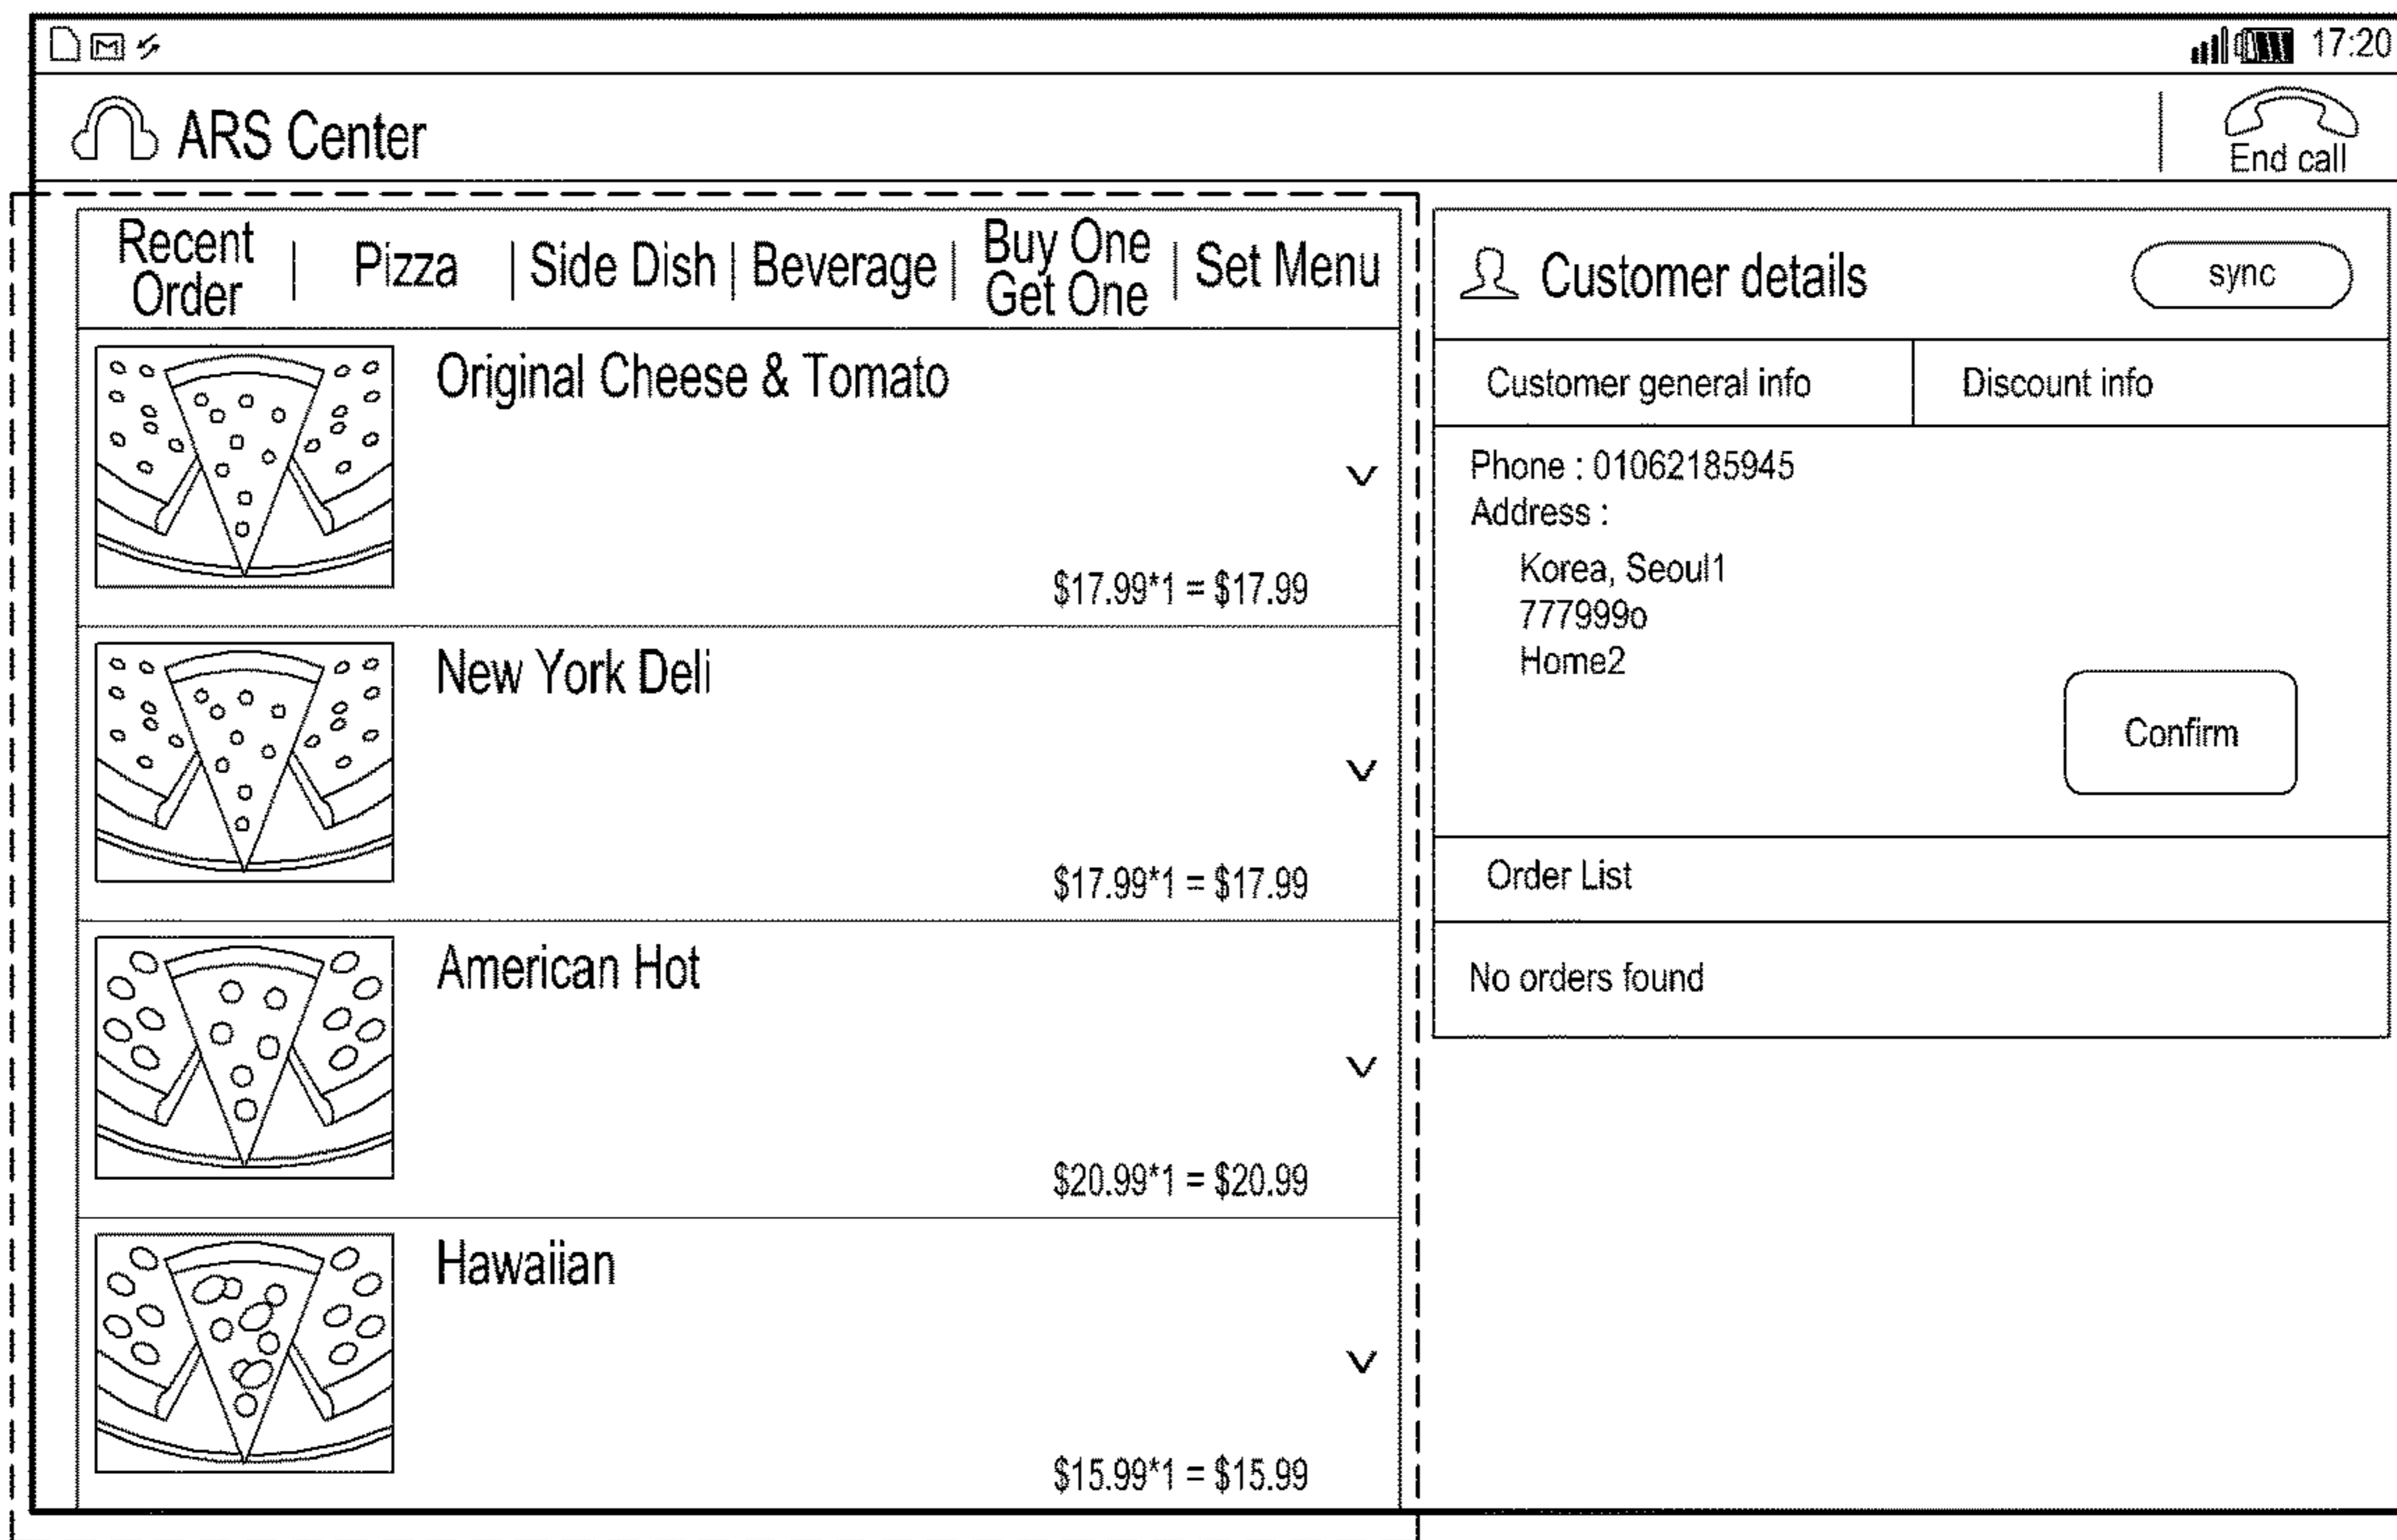 17:20
ARS Center
End call
Recent Order | Pizza | Side Dish | Beverage | Buy One Get One | Set Menu
Original Cheese & Tomato
$17.99*1 = $17.99
New York Deli
$17.99*1 = $17.99
American Hot
$20.99*1 = $20.99
Hawaiian
$15.99*1 = $15.99
Customer details
sync
Customer general info
Discount info
Phone : 01062185945
Address :
Korea, Seoul1
777999o
Home2
Confirm
Order List
No orders found